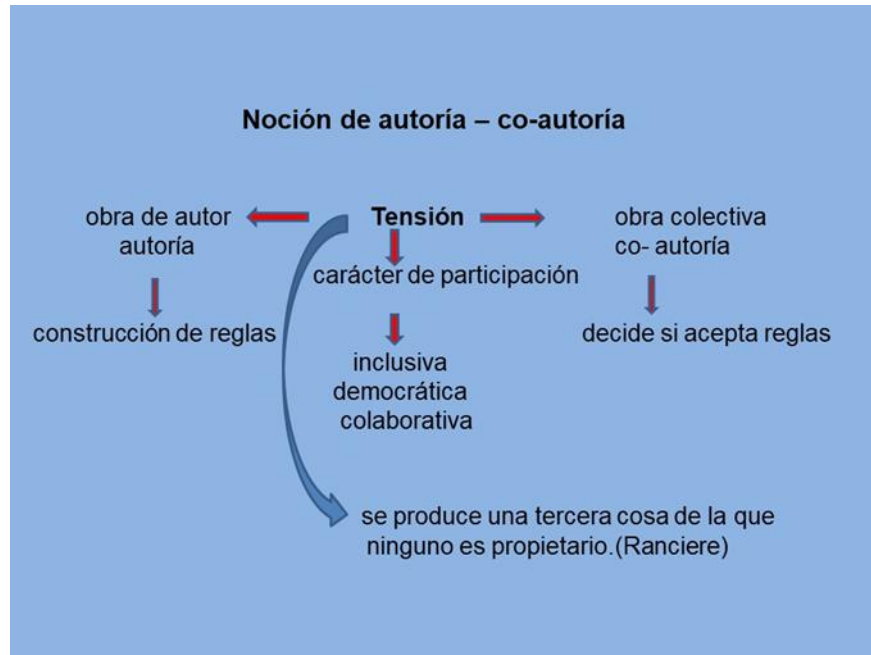 Noción de autoría – co-autoría
obra de autor
autoría
Tensión
obra colectiva
co- autoría
carácter de participación
construcción de reglas
decide si acepta reglas
inclusiva
democrática
colaborativa
se produce una tercera cosa de la que
ninguno es propietario.(Ranciere)